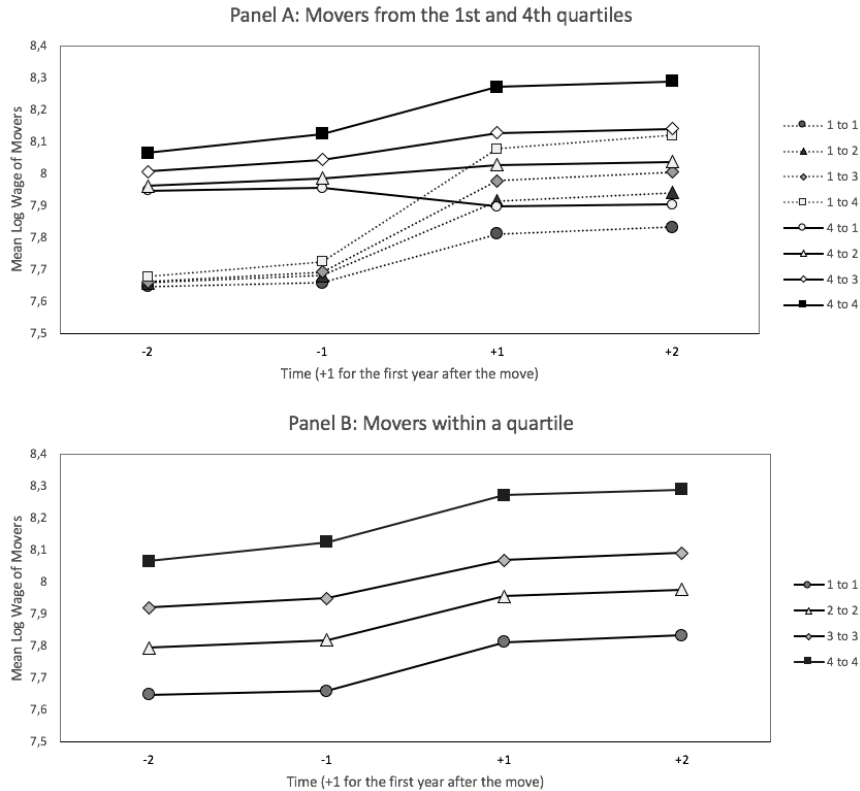 Panel A: Movers from the 1st and 4th quartiles
Mean Log Wage of Movers
8,4
8,3
8,2
8,1
8
7,9
7,8
7,7
7,6
7,5
-2
-1
+1
+2
Time (+1 for the first year after the move)
1 to 1
1 to 2
1 to 3
1 to 4
4 to 1
4 to 2
4 to 3
4 to 4
Panel B: Movers within a quartile
Mean Log Wage of Movers
8,4
8,3
8,2
8,1
8
7,9
7,8
7,7
7,6
7,5
-2
-1
+1
+2
Time (+1 for the first year after the move)
1 to 1
2 to 2
3 to 3
4 to 4